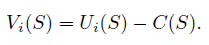 V_i(S) = U_i(S) − C(S).